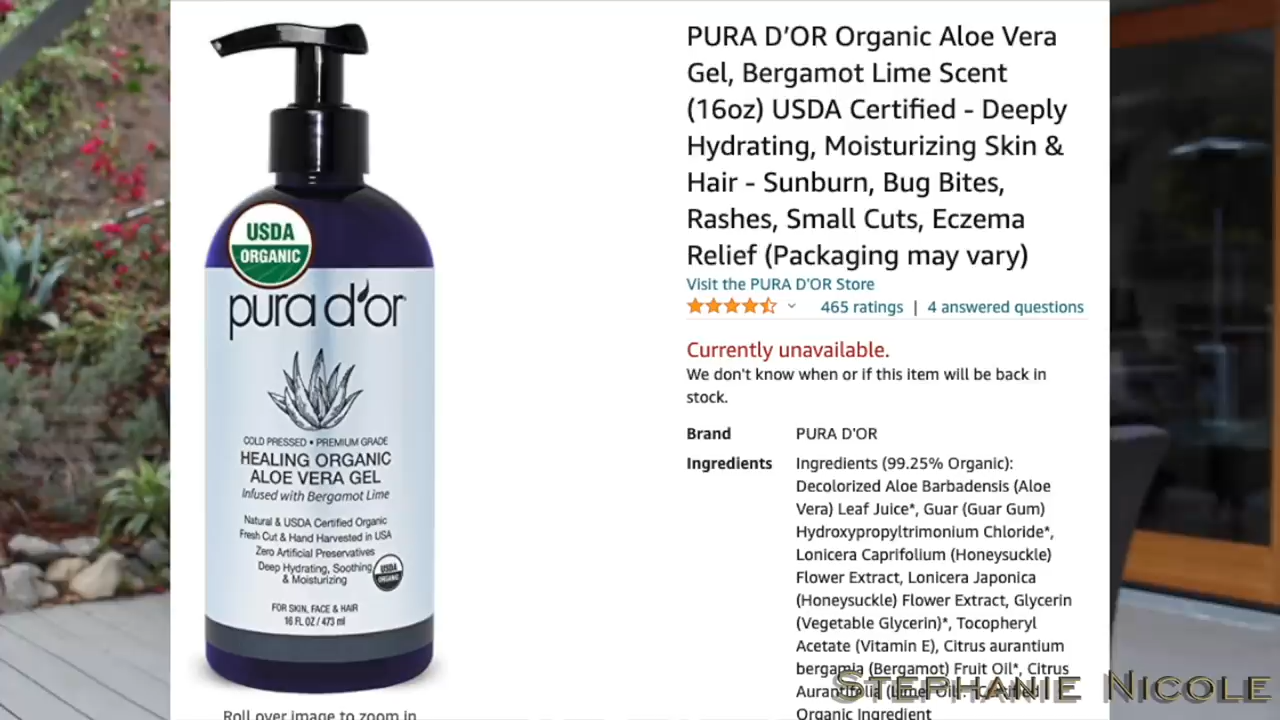 USDA
ORGANIC
pura d'or
COLD PRESSED • PREMIUM GRADE
HEALING ORGANIC
ALOE VERA GEL
Infused with Bergamot Lime
Natural & USDA Certified Organic
Fresh Cut & Hand Harvested in USA
Zero Artificial Preservatives
Deep Hydrating, Soothing
& Moisturizing
USDA
ORGANIC
FOR SKIN, FACE & HAIR
16 FL OZ / 473 ml
Roll over image to zoom in
PURA D’OR Organic Aloe Vera
Gel, Bergamot Lime Scent
(16oz) USDA Certified - Deeply
Hydrating, Moisturizing Skin &
Hair - Sunburn, Bug Bites,
Rashes, Small Cuts, Eczema
Relief (Packaging may vary)
Visit the PURA D'OR Store
465 ratings | 4 answered questions
Currently unavailable.
We don't know when or if this item will be back in
stock.
Brand PURA D'OR
Ingredients Ingredients (99.25% Organic):
Decolorized Aloe Barbadensis (Aloe
Vera) Leaf Juice*, Guar (Guar Gum)
Hydroxypropyltrimonium Chloride*,
Lonicera Caprifolium (Honeysuckle)
Flower Extract, Lonicera Japonica
(Honeysuckle) Flower Extract, Glycerin
(Vegetable Glycerin)*, Tocopheryl
Acetate (Vitamin E), Citrus aurantium
bergamia (Bergamot) Fruit Oil*, Citrus
Aurantifolia (Lime) Oil*. *Certified
Organic Ingredient
STEPHANIE NICOLE